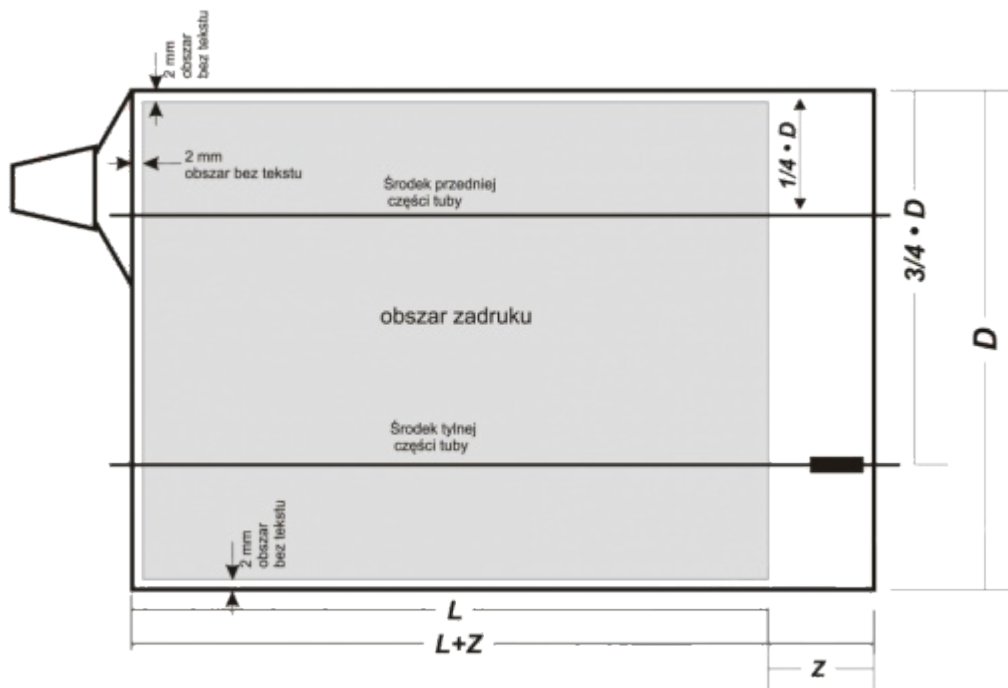 2 mm
obszar
bez tekstu
2 mm
obszar bez tekstu
Środek przedniej
części tuby
1/4 • D
3/4 • D
D
obszar zadruku
Środek tylnej
części tuby
2 mm
obszar
bez tekstu
L
L+Z
Z